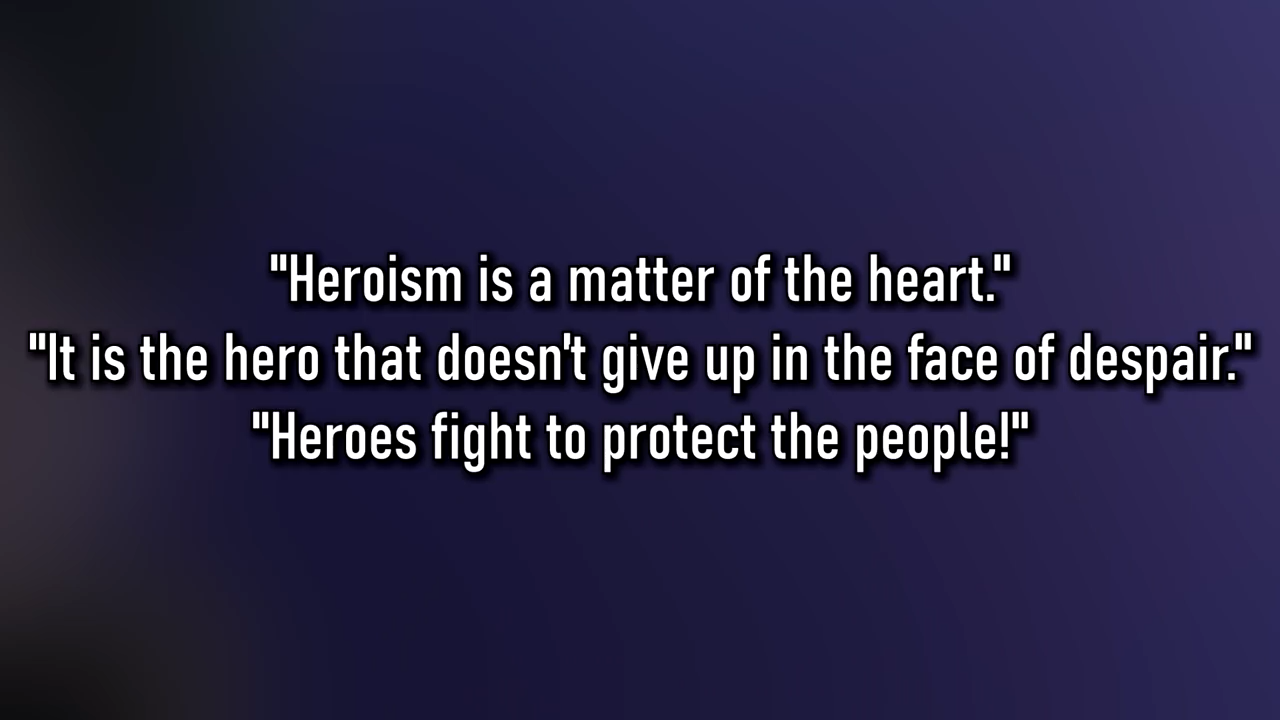 "Heroism is a matter of the heart."
"It is the hero that doesn't give up in the face of despair."
"Heroes fight to protect the people!"